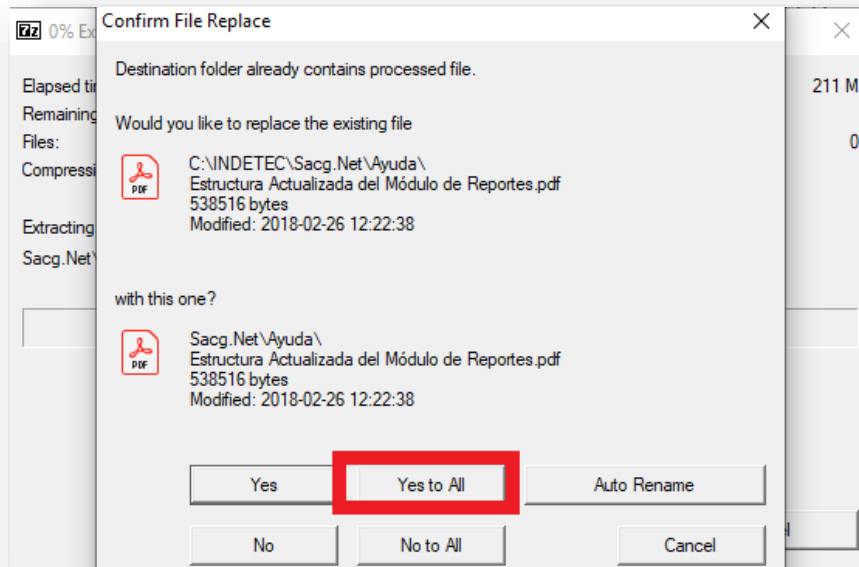 7z 0% Ex
Confirm File Replace
Elapsed ti
Remaining
Files:
Compressi
Extracting
Sacg.Net\
211 M
0
Destination folder already contains processed file.
Would you like to replace the existing file
PDF
C:\INDETEC\Sacg.Net\Ayuda\
Estructura Actualizada del Módulo de Reportes.pdf
538516 bytes
Modified: 2018-02-26 12:22:38
with this one?
PDF
Sacg.Net\Ayuda\
Estructura Actualizada del Módulo de Reportes.pdf
538516 bytes
Modified: 2018-02-26 12:22:38
Yes
Yes to All
Auto Rename
No
No to All
Cancel